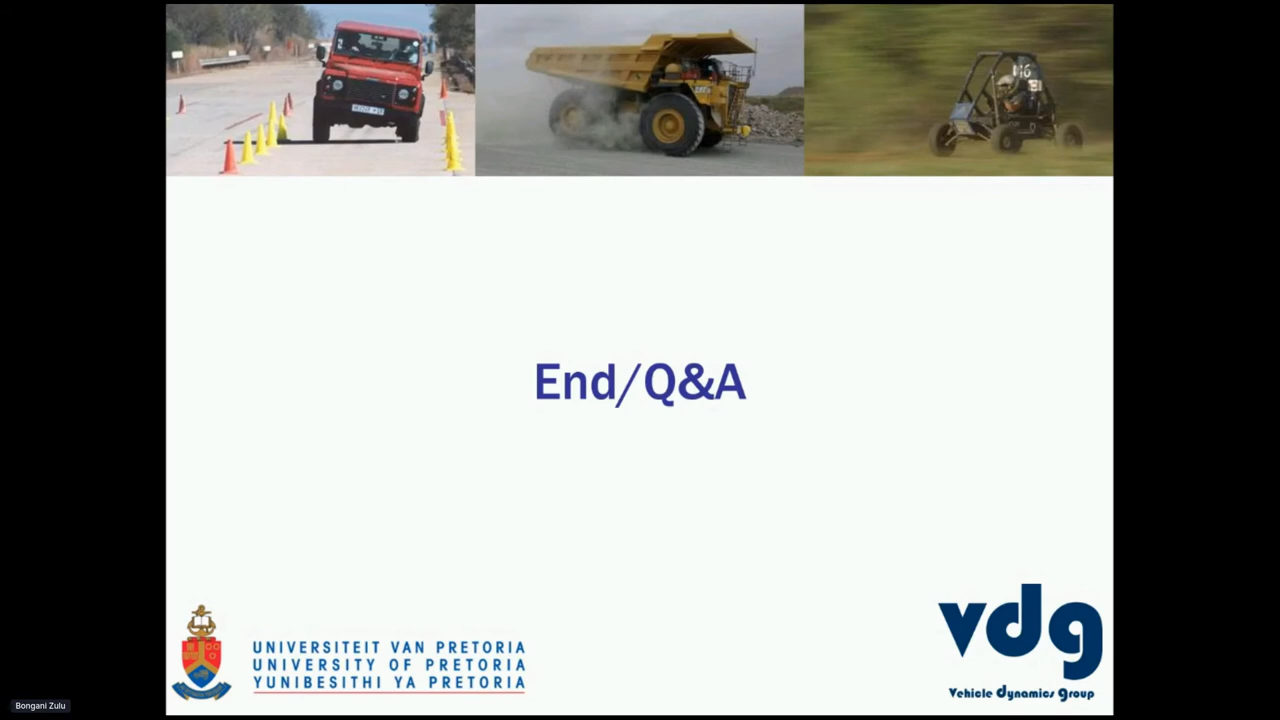 End/Q&A
UNIVERSITEIT VAN PRETORIA
UNIVERSITY OF PRETORIA
YUNIBESITHI YA PRETORIA
vdg
Vehicle dynamics Group
Bongani Zulu